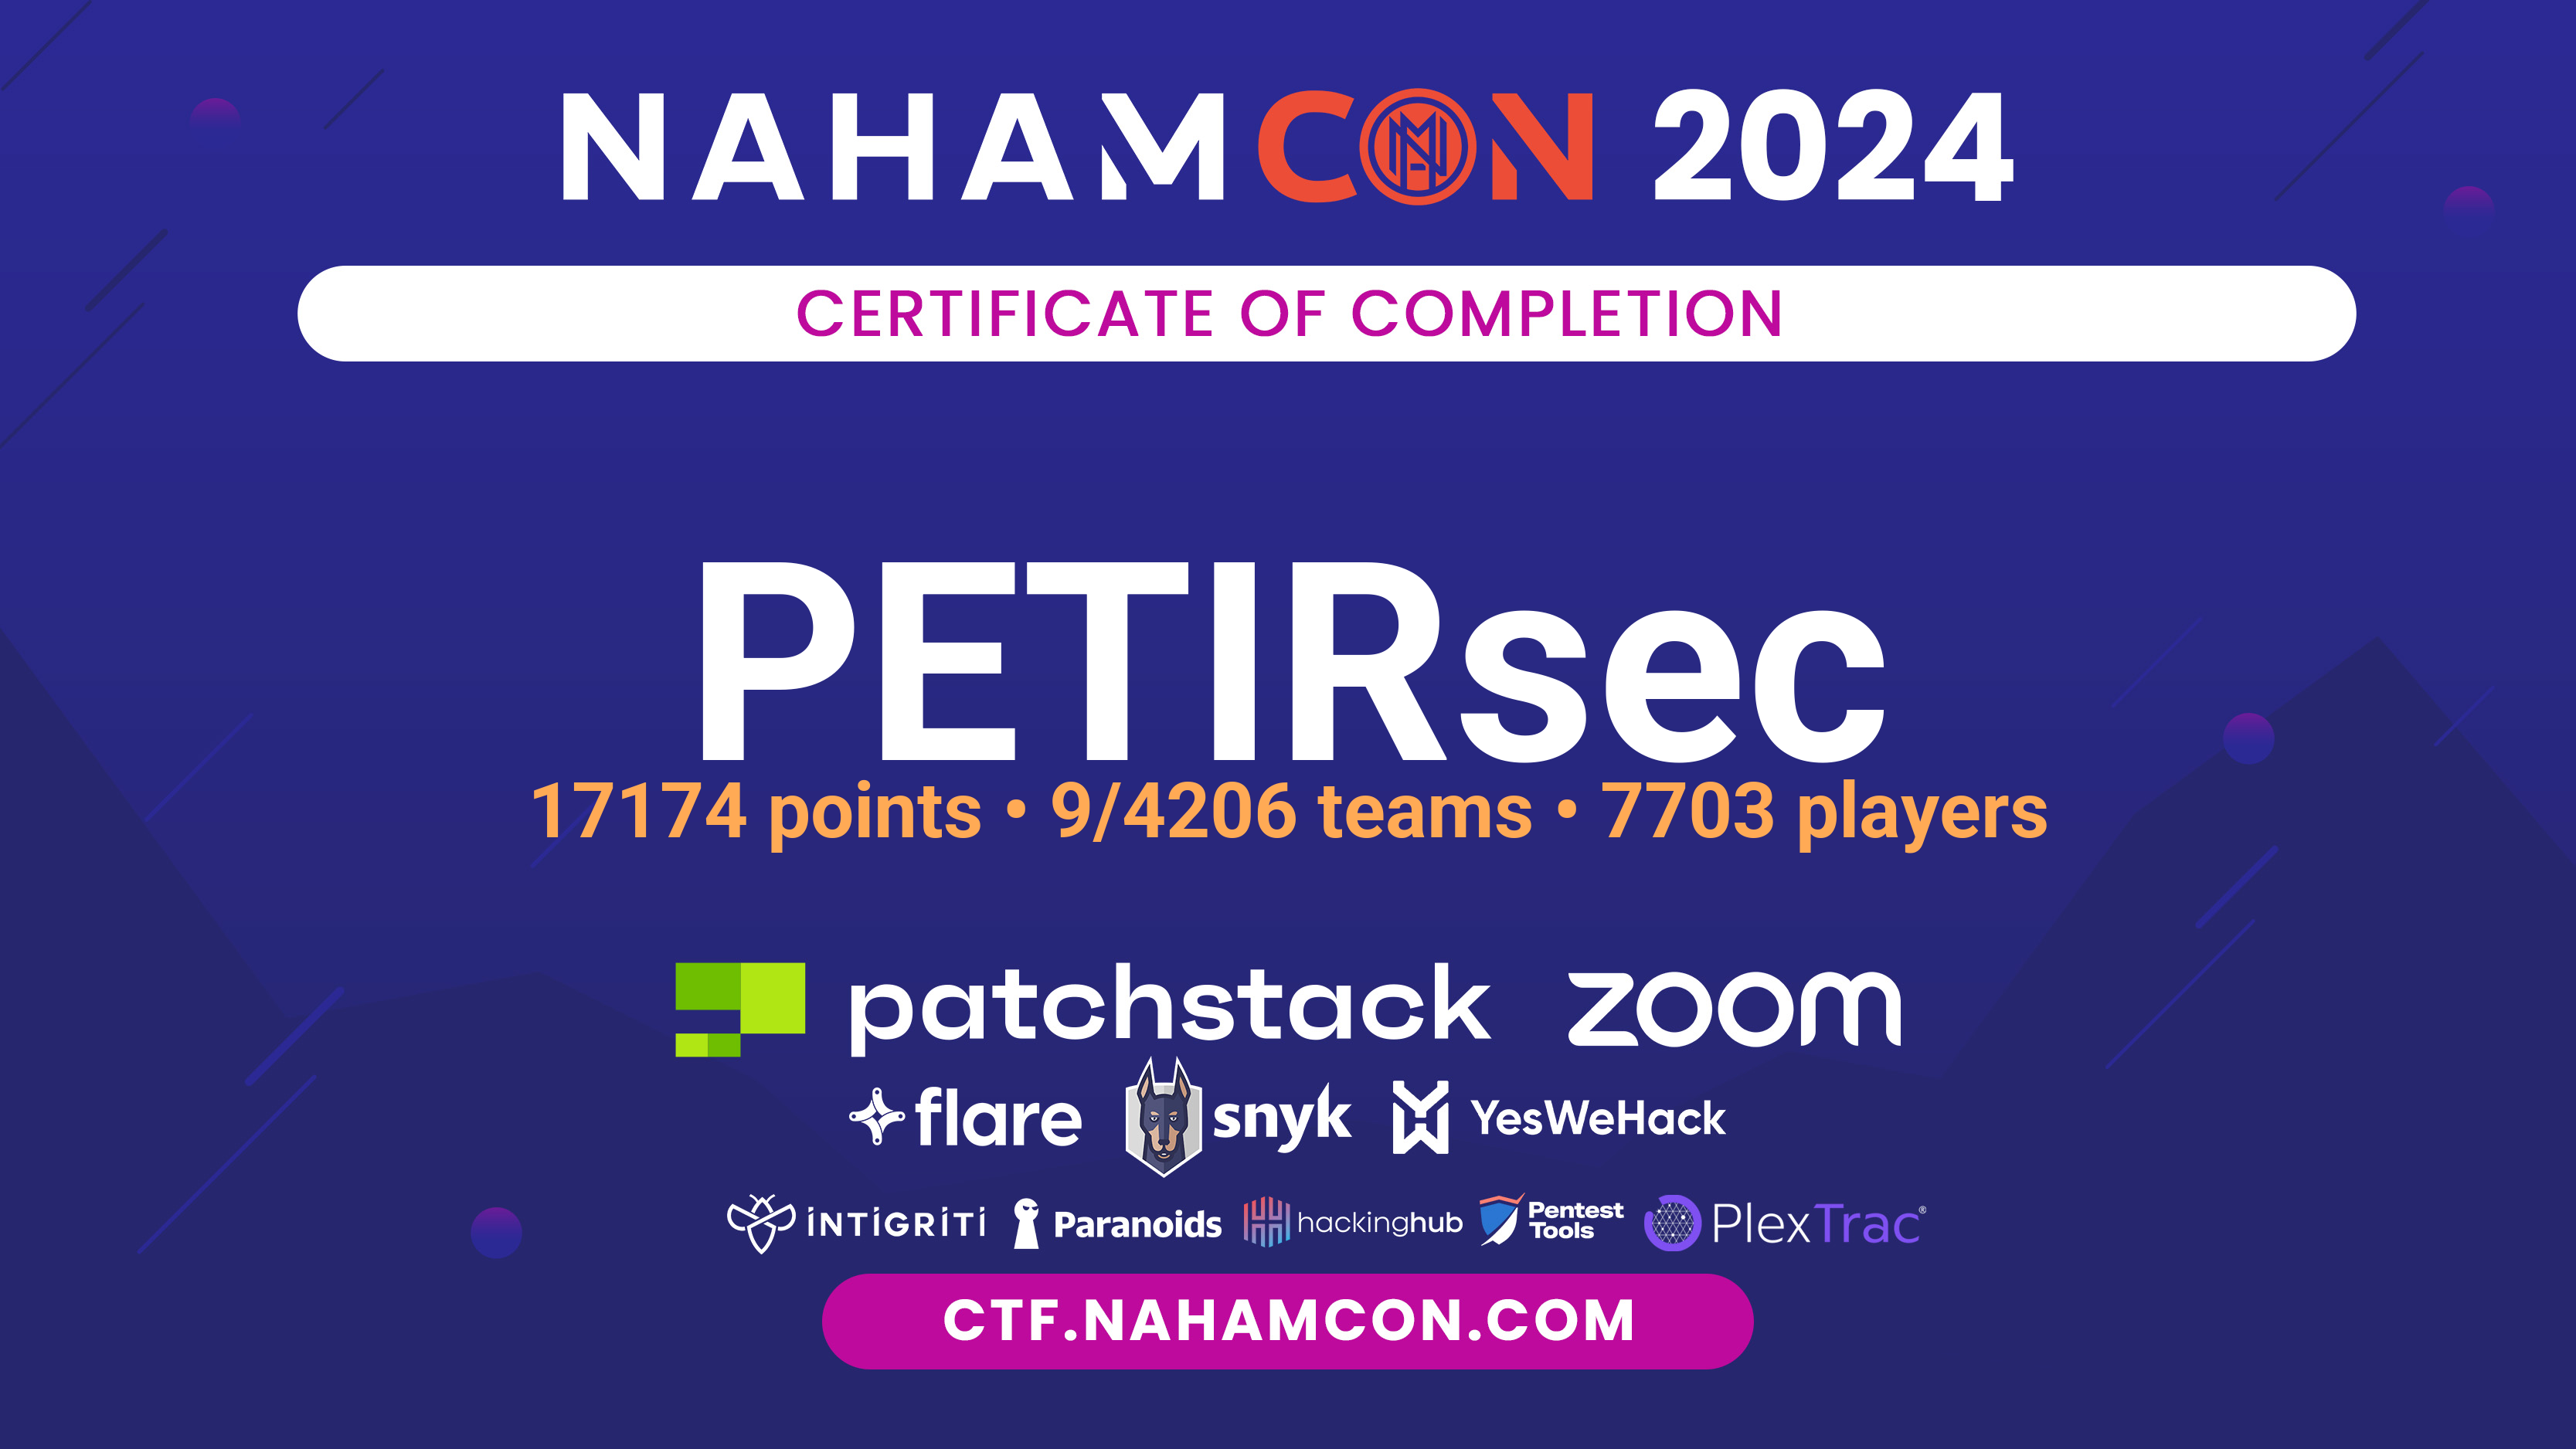 NAHAMCON 2024
CERTIFICATE OF COMPLETION
PETIRsec
17174 points • 9/4206 teams • 7703 players
patchstack zoom
flare snyk YesWeHack
INTIGRITI Paranoids hackinghub Pentest Tools PlexTrac®
CTF.NAHAMCON.COM